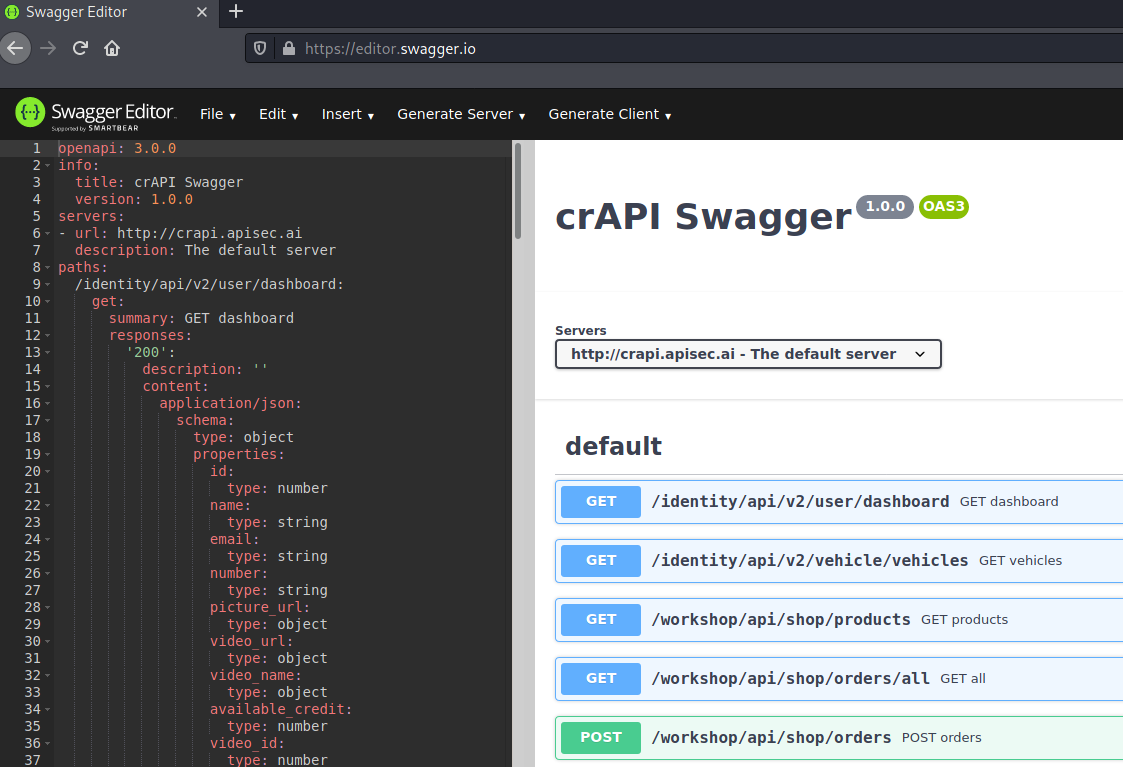 Swagger Editor
https://editor.swagger.io
Swagger Editor
Supported by SMARTBEAR
File Edit Insert Generate Server Generate Client
1 openapi: 3.0.0
2 info:
3 title: crAPI Swagger
4 version: 1.0.0
5 servers:
6 - url: http://crapi.apisec.ai
7 description: The default server
8 paths:
9 /identity/api/v2/user/dashboard:
10 get:
11 summary: GET dashboard
12 responses:
13 '200':
14 description: ''
15 content:
16 application/json:
17 schema:
18 type: object
19 properties:
20 id:
21 type: number
22 name:
23 type: string
24 email:
25 type: string
26 number:
27 type: string
28 picture_url:
29 type: object
30 video_url:
31 type: object
32 video_name:
33 type: object
34 available_credit:
35 type: number
36 video_id:
37 type: number
crAPI Swagger 1.0.0 OAS3
Servers
http://crapi.apisec.ai - The default server
default
GET /identity/api/v2/user/dashboard GET dashboard
GET /identity/api/v2/vehicle/vehicles GET vehicles
GET /workshop/api/shop/products GET products
GET /workshop/api/shop/orders/all GET all
POST /workshop/api/shop/orders POST orders